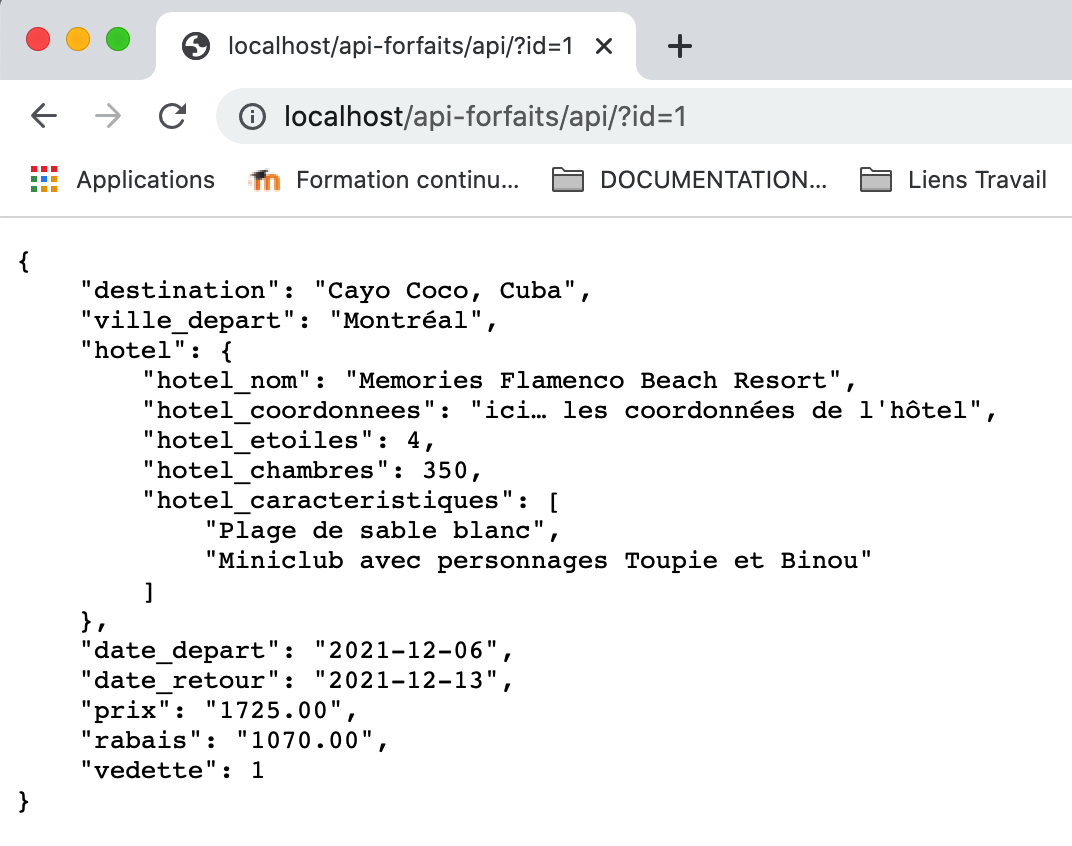 localhost/api-forfaits/api/?id=1
localhost/api-forfaits/api/?id=1
Applications Formation continu... DOCUMENTATION... Liens Travail
{
    "destination": "Cayo Coco, Cuba",
    "ville_depart": "Montréal",
    "hotel": {
        "hotel_nom": "Memories Flamenco Beach Resort",
        "hotel_coordonnees": "ici… les coordonnées de l'hôtel",
        "hotel_etoiles": 4,
        "hotel_chambres": 350,
        "hotel_caracteristiques": [
            "Plage de sable blanc",
            "Miniclub avec personnages Toupie et Binou"
        ]
    },
    "date_depart": "2021-12-06",
    "date_retour": "2021-12-13",
    "prix": "1725.00",
    "rabais": "1070.00",
    "vedette": 1
}